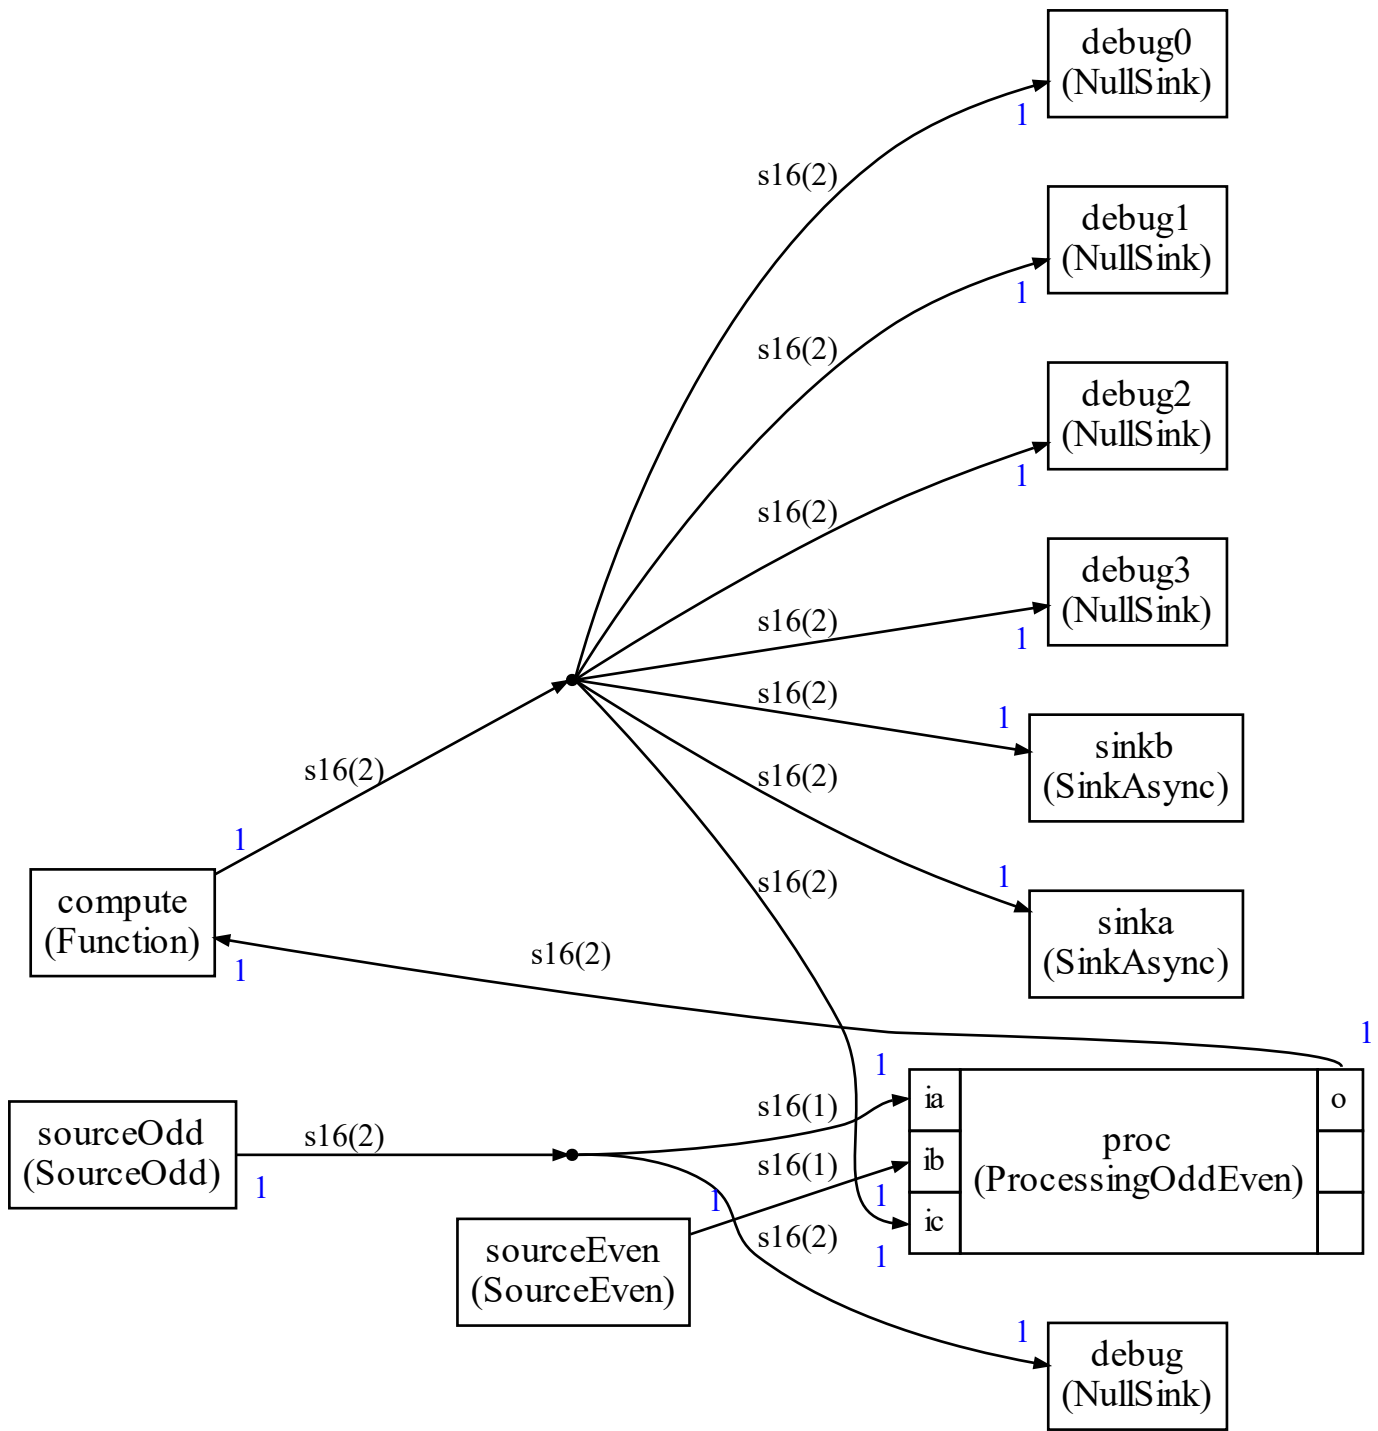 debug0
(NullSink)
1
s16(2)
debug1
(NullSink)
1
s16(2)
debug2
(NullSink)
1
s16(2)
debug3
(NullSink)
1
s16(2)
s16(2)
1
sinkb
(SinkAsync)
s16(2)
s16(2)
1
compute
(Function)
1
s16(2)
1
sinka
(SinkAsync)
s16(2)
1
1
1
sourceOdd
(SourceOdd)
s16(2)
1
s16(1)
ia
ib
ic
proc
(ProcessingOddEven)
o
s16(1)
1
1
1
sourceEven
(SourceEven)
s16(2)
1
debug
(NullSink)